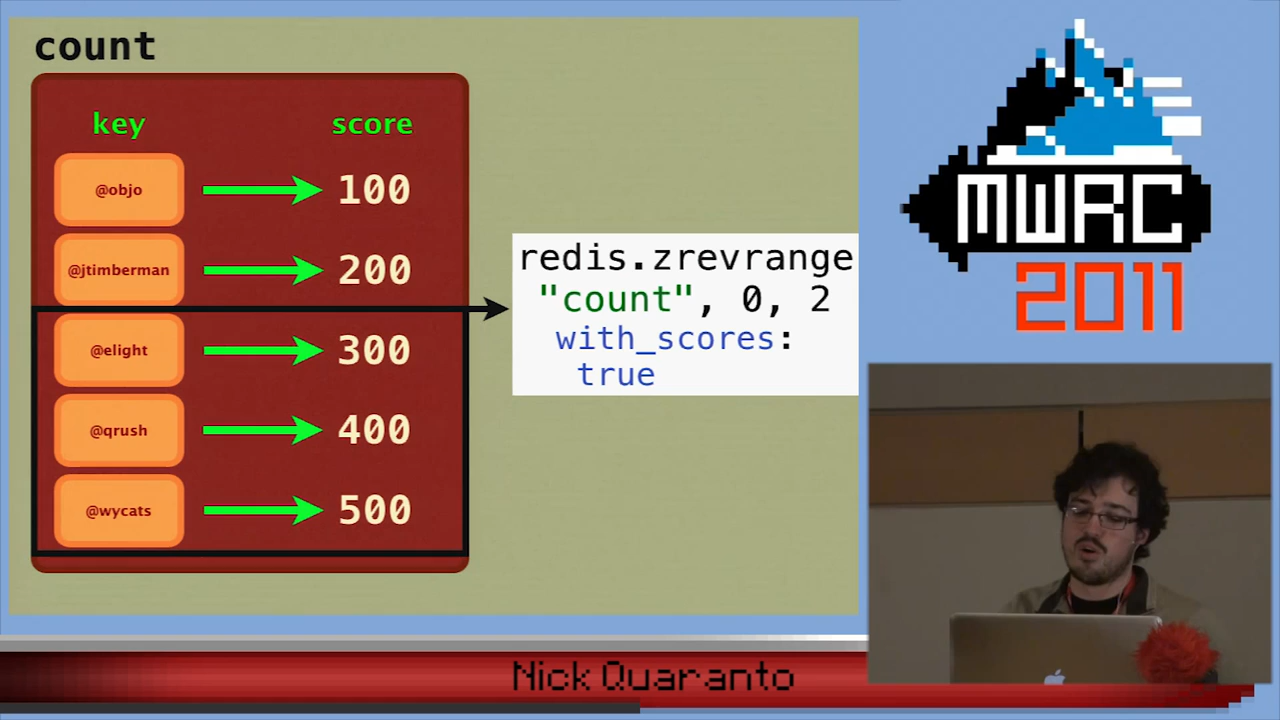 count
key score
@objo 100
@jtimberman 200
@elight 300
@qrush 400
@wycats 500
redis.zrevrange
"count", 0, 2
with_scores:
true
MWRC
2011
Nick Quaranto